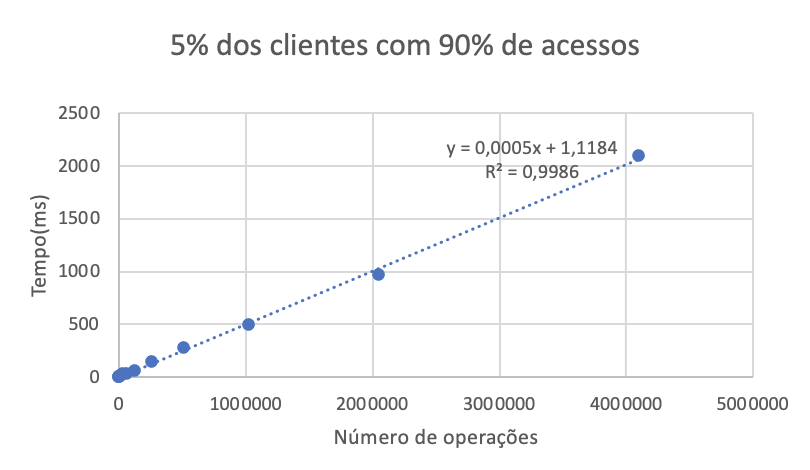 5% dos clientes com 90% de acessos
2500
2000
1500
1000
500
0
y = 0,0005x + 1,1184
R² = 0,9986
Tempo(ms)
0
1000000
2000000
3000000
4000000
5000000
Número de operações